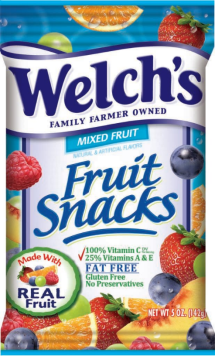 Welch's
FAMILY FARMER OWNED
MIXED FRUIT
NATURAL & ARTIFICIAL FLAVORS
Fruit
Snacks
100% Vitamin C
25% Vitamins A & E
FAT FREE
Gluten Free
No Preservatives
Made With
REAL
Fruit
NET WT 5 OZ. (142g)